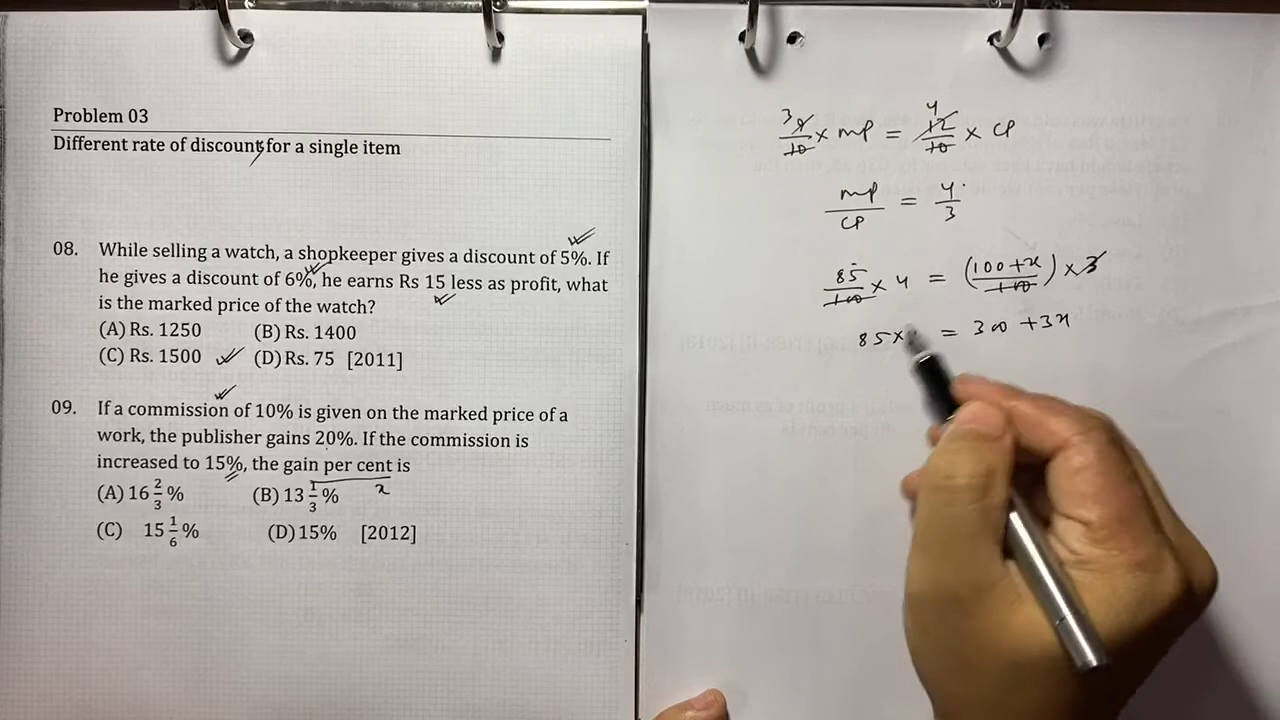 Problem 03
Different rate of discount for a single item
08. While selling a watch, a shopkeeper gives a discount of 5%. If
he gives a discount of 6%, he earns Rs 15 less as profit, what
is the marked price of the watch?
(A) Rs. 1250 (B) Rs. 1400
(C) Rs. 1500 (D) Rs. 75 [2011]
09. If a commission of 10% is given on the marked price of a
work, the publisher gains 20%. If the commission is
increased to 15%, the gain per cent is
x
(A) 16 2/3 % (B) 13 1/3 %
(C) 15 1/6 % (D) 15% [2012]
3 9/10 × MP = 4 12/10 × CP
MP/CP = 4/3
85/100 × 4 = (100+x/100) × 3
85× = 300 + 3x